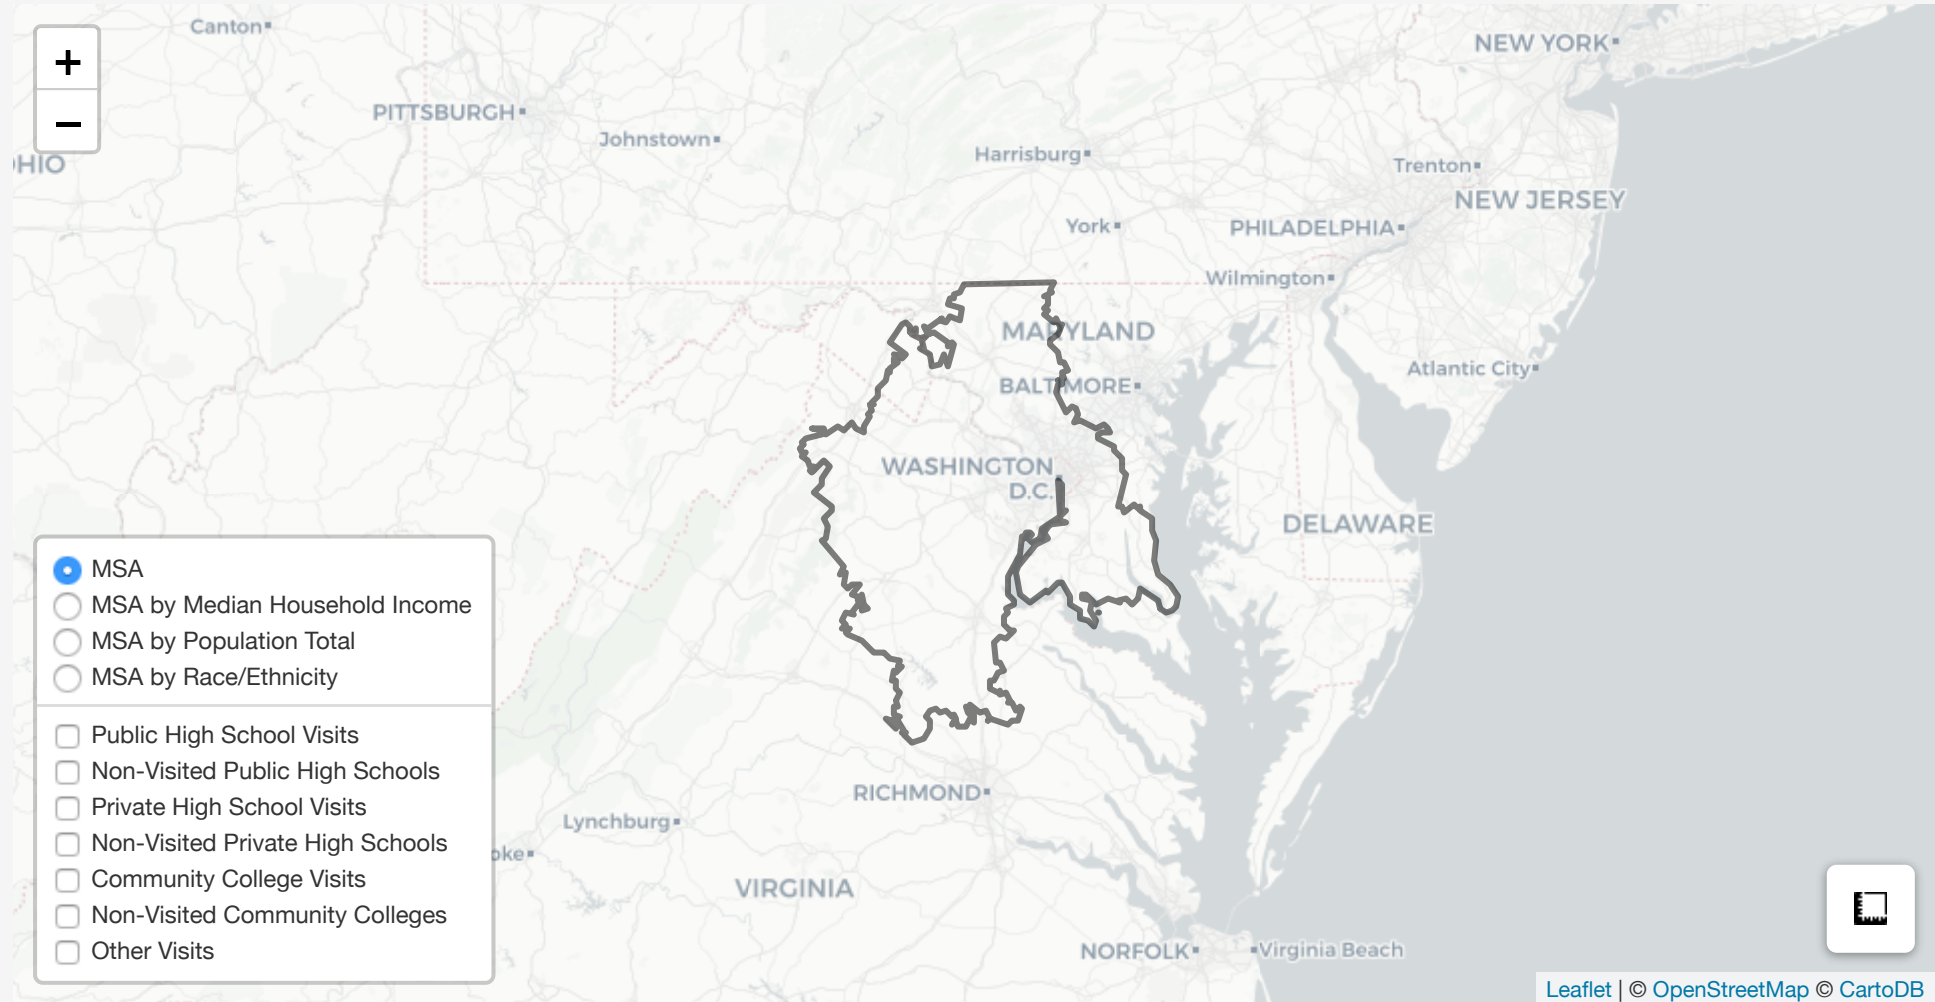 Canton
NEW YORK
+
−
PITTSBURGH
Johnstown
Harrisburg
Trenton
NEW JERSEY
York
PHILADELPHIA
Wilmington
MARYLAND
Atlantic City
BALTIMORE
WASHINGTON
D.C.
DELAWARE
MSA
MSA by Median Household Income
MSA by Population Total
MSA by Race/Ethnicity
Public High School Visits
Non-Visited Public High Schools
Private High School Visits
Non-Visited Private High Schools
Community College Visits
Non-Visited Community Colleges
Other Visits
RICHMOND
Lynchburg
VIRGINIA
NORFOLK
Virginia Beach
Leaflet | © OpenStreetMap © CartoDB